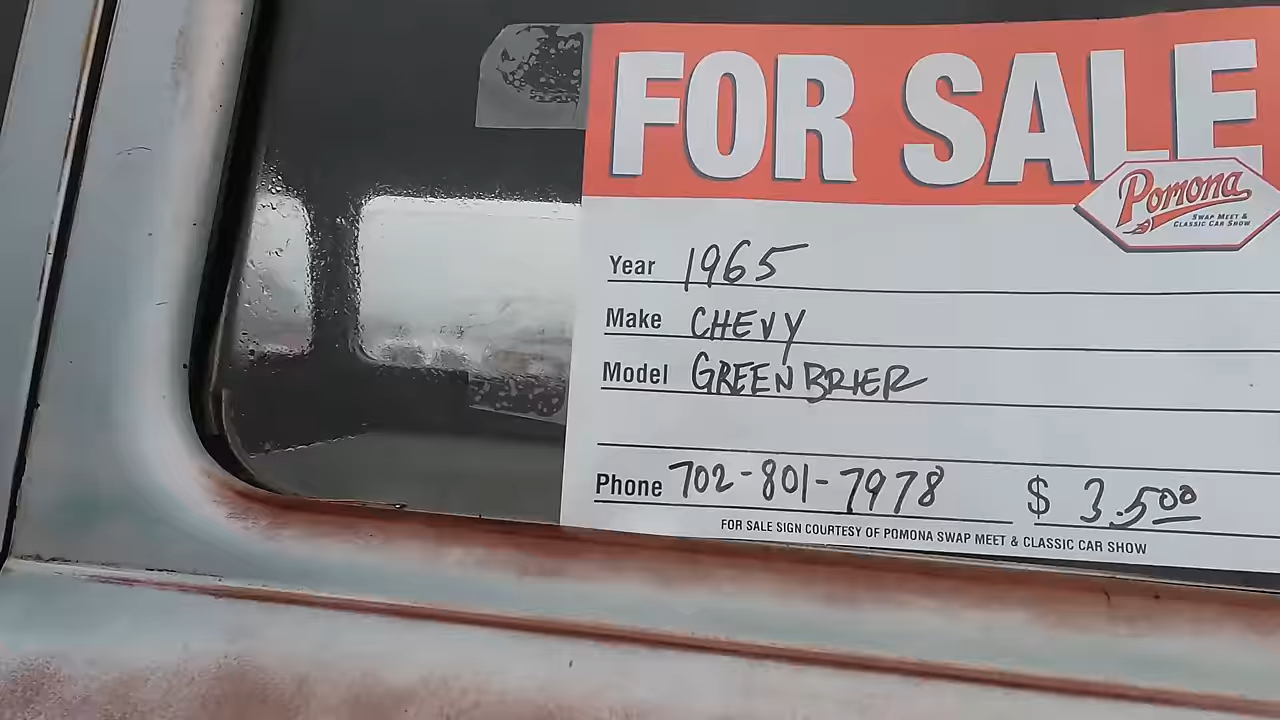 FOR SALE
Pomona
SWAP MEET &
CLASSIC CAR SHOW
Year 1965
Make CHEVY
Model GREENBRIER
Phone 702-801-7978 $ 3.500
FOR SALE SIGN COURTESY OF POMONA SWAP MEET & CLASSIC CAR SHOW